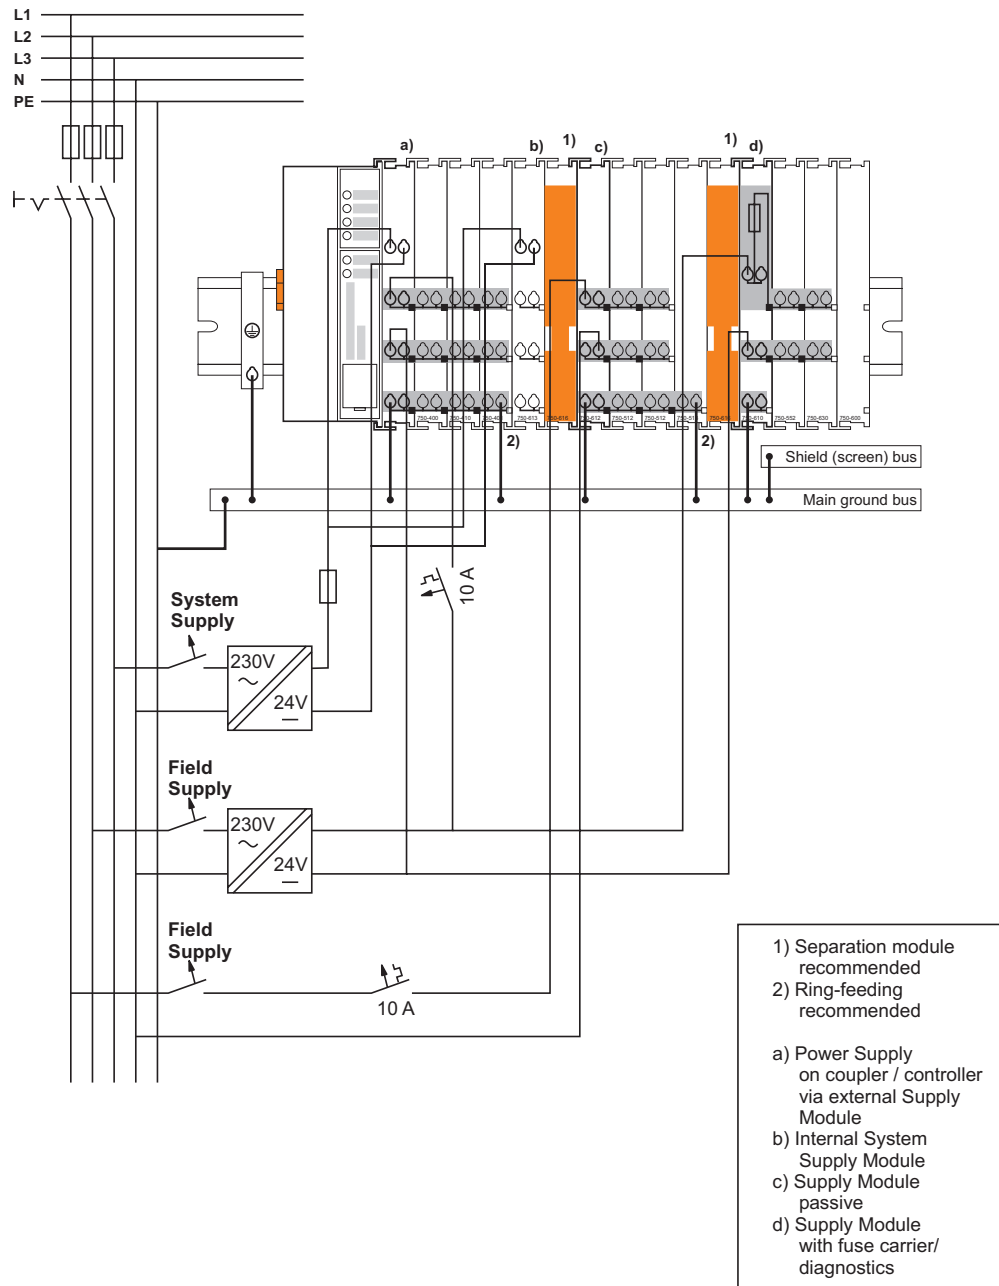 L1
L2
L3
N
PE
a)
b)
1)
c)
1)
d)
750-400
750-410
750-613
750-616
750-612
750-512
750-512
750-616
750-610
750-552
750-630
750-600
2)
2)
Shield (screen) bus
Main ground bus
10 A
System
Supply
230V
24V
Field
Supply
230V
24V
Field
Supply
10 A
1) Separation module
recommended
2) Ring-feeding
recommended
a) Power Supply
on coupler / controller
via external Supply
Module
b) Internal System
Supply Module
c) Supply Module
passive
d) Supply Module
with fuse carrier/
diagnostics